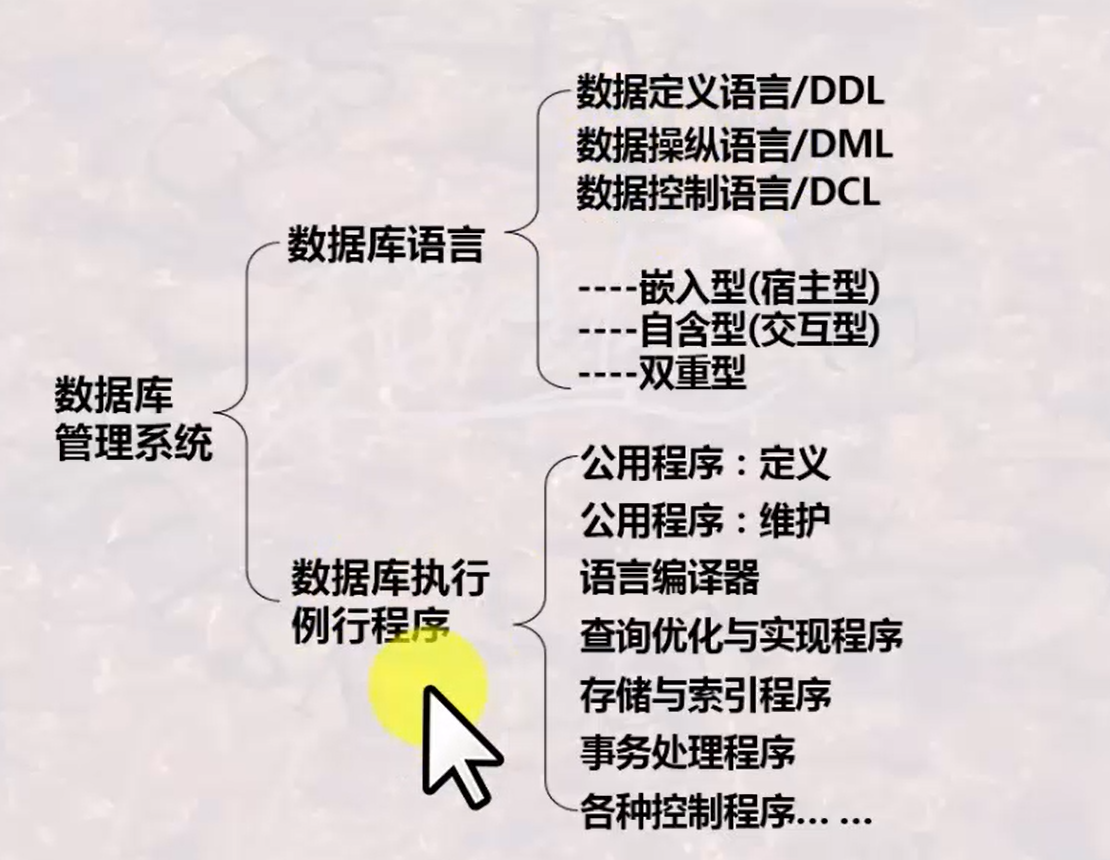 数据定义语言/DDL
数据操纵语言/DML
数据控制语言/DCL
数据库语言
----嵌入型(宿主型)
----自含型(交互型)
----双重型
数据库
管理系统
公用程序：定义
公用程序：维护
数据库执行
例行程序
语言编译器
查询优化与实现程序
存储与索引程序
事务处理程序
各种控制程序... ...